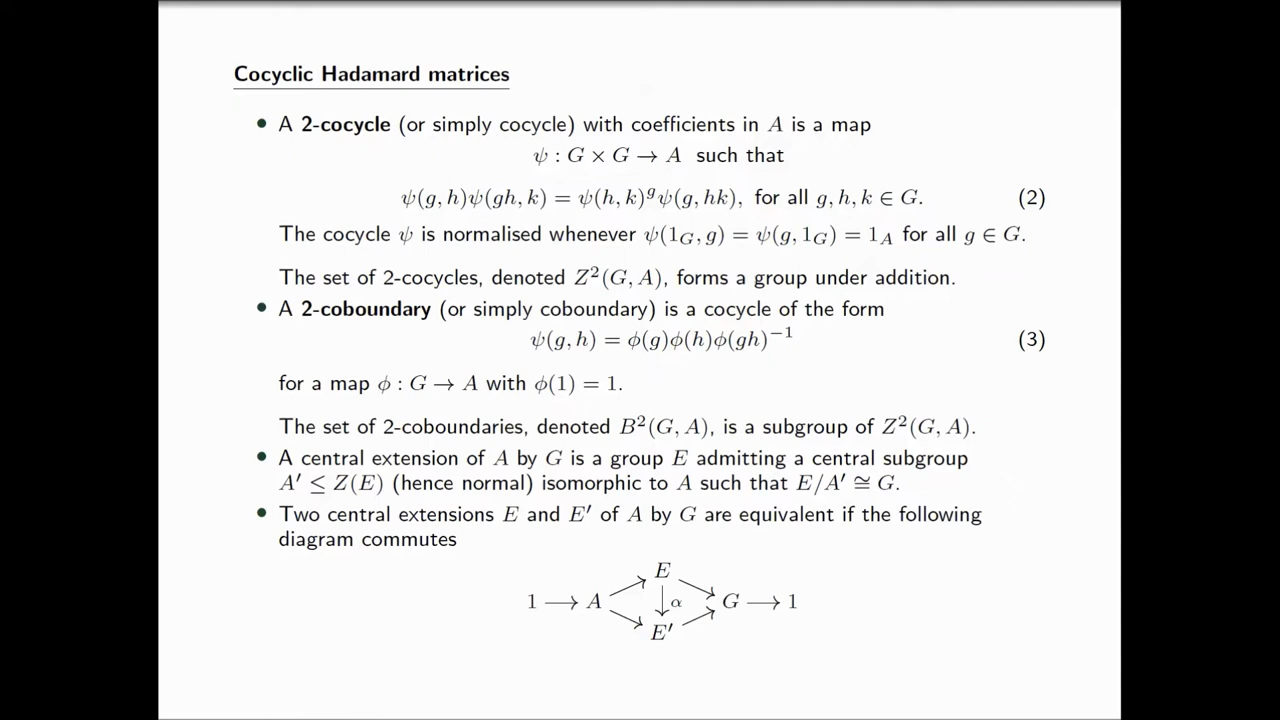 Cocyclic Hadamard matrices
• A 2-cocycle (or simply cocycle) with coefficients in A is a map
ψ : G × G → A such that
ψ(g, h)ψ(gh, k) = ψ(h, k)^g ψ(g, hk), for all g, h, k ∈ G. (2)
The cocycle ψ is normalised whenever ψ(1_G, g) = ψ(g, 1_G) = 1_A for all g ∈ G.
The set of 2-cocycles, denoted Z²(G, A), forms a group under addition.
• A 2-coboundary (or simply coboundary) is a cocycle of the form
ψ(g, h) = ϕ(g)ϕ(h)ϕ(gh)⁻¹ (3)
for a map ϕ : G → A with ϕ(1) = 1.
The set of 2-coboundaries, denoted B²(G, A), is a subgroup of Z²(G, A).
• A central extension of A by G is a group E admitting a central subgroup
A′ ≤ Z(E) (hence normal) isomorphic to A such that E/A′ ≅ G.
• Two central extensions E and E′ of A by G are equivalent if the following
diagram commutes
E
1 → A α G → 1
E′